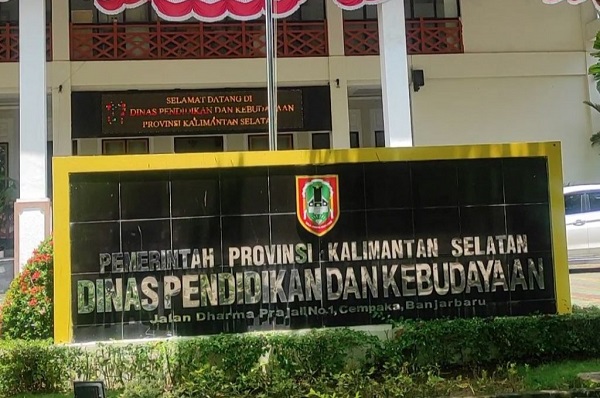 SELAMAT DATANG DI
DINAS PENDIDIKAN DAN KEBUDAYAAN
PROVINSI KALIMANTAN SELATAN
PEMERINTAH PROVINSI KALIMANTAN SELATAN
DINAS PENDIDIKAN DAN KEBUDAYAAN
Jalan Dharma Praja II No.1, Cempaka, Banjarbaru